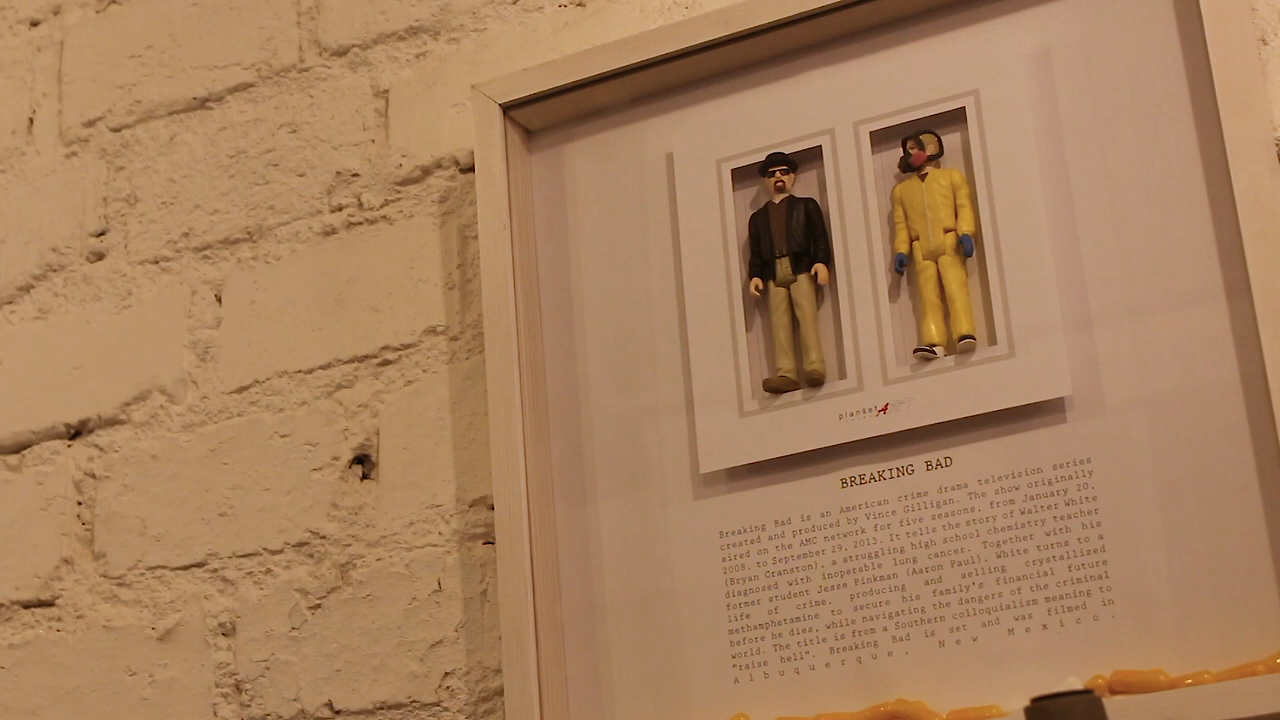 planet
BREAKING BAD
Breaking Bad is an American crime drama television series
created and produced by Vince Gilligan. The show originally
aired on the AMC network for five seasons, from January 20,
2008, to September 29, 2013. It tells the story of Walter White
(Bryan Cranston), a struggling high school chemistry teacher
diagnosed with inoperable lung cancer. Together with his
former student Jesse Pinkman (Aaron Paul), White turns to a
life of crime, producing and selling crystallized
methamphetamine to secure his family's financial future
before he dies, while navigating the dangers of the criminal
world. The title is from a Southern colloquialism meaning to
"raise hell". Breaking Bad is set and was filmed in
Albuquerque, New Mexico.